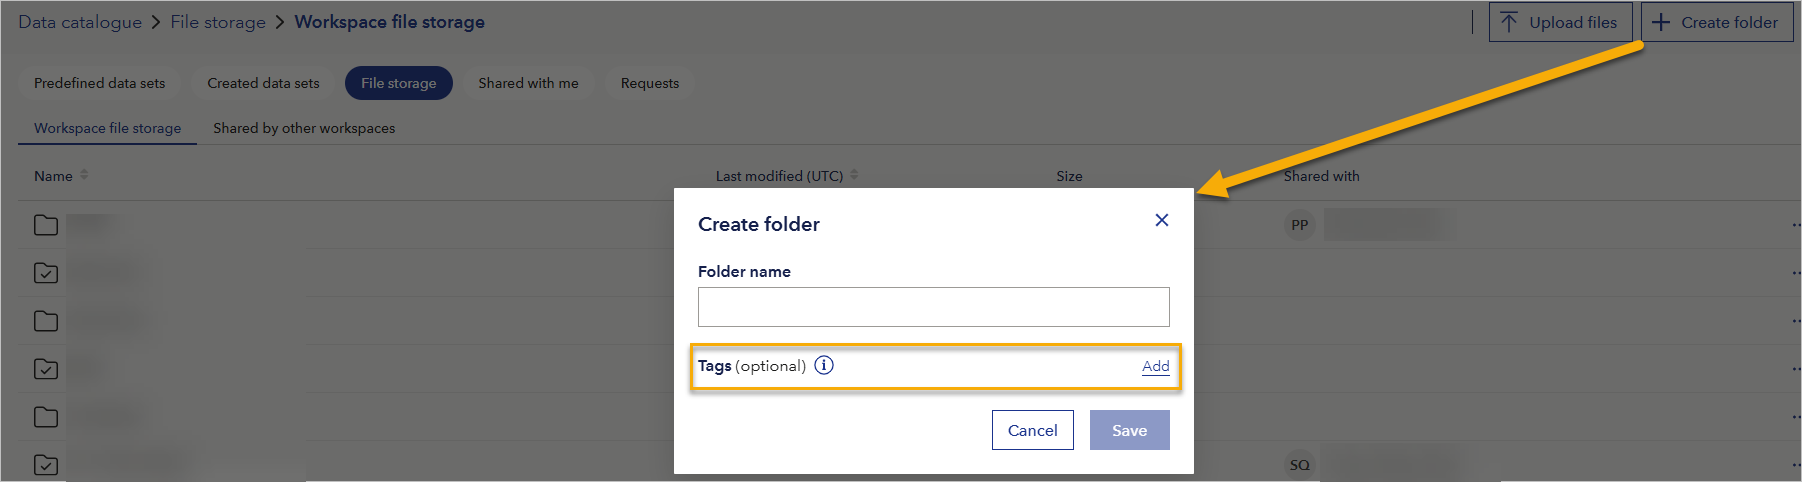 Data catalogue > File storage > Workspace file storage
Upload files
Create folder
Predefined data sets
Created data sets
File storage
Shared with me
Requests
Workspace file storage
Shared by other workspaces
Name
Last modified (UTC)
Size
Shared with
PP
Create folder
Folder name
Tags (optional)
Add
Cancel
Save
SQ